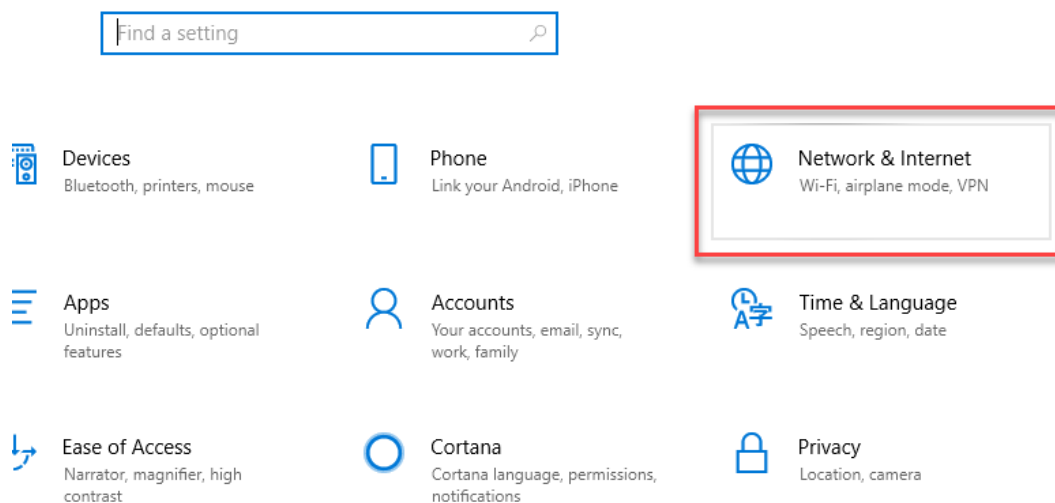 Find a setting
Devices
Bluetooth, printers, mouse
Phone
Link your Android, iPhone
Network & Internet
Wi-Fi, airplane mode, VPN
Apps
Uninstall, defaults, optional
features
Accounts
Your accounts, email, sync,
work, family
A字
Time & Language
Speech, region, date
Ease of Access
Narrator, magnifier, high
contrast
Cortana
Cortana language, permissions,
notifications
Privacy
Location, camera